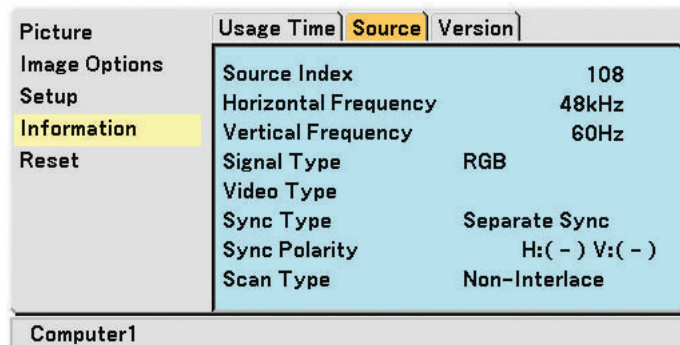 Usage Time Source Version
Picture
Image Options
Setup
Information
Reset
Source Index 108
Horizontal Frequency 48kHz
Vertical Frequency 60Hz
Signal Type RGB
Video Type
Sync Type Separate Sync
Sync Polarity H:( - ) V:( - )
Scan Type Non-Interlace
Computer1